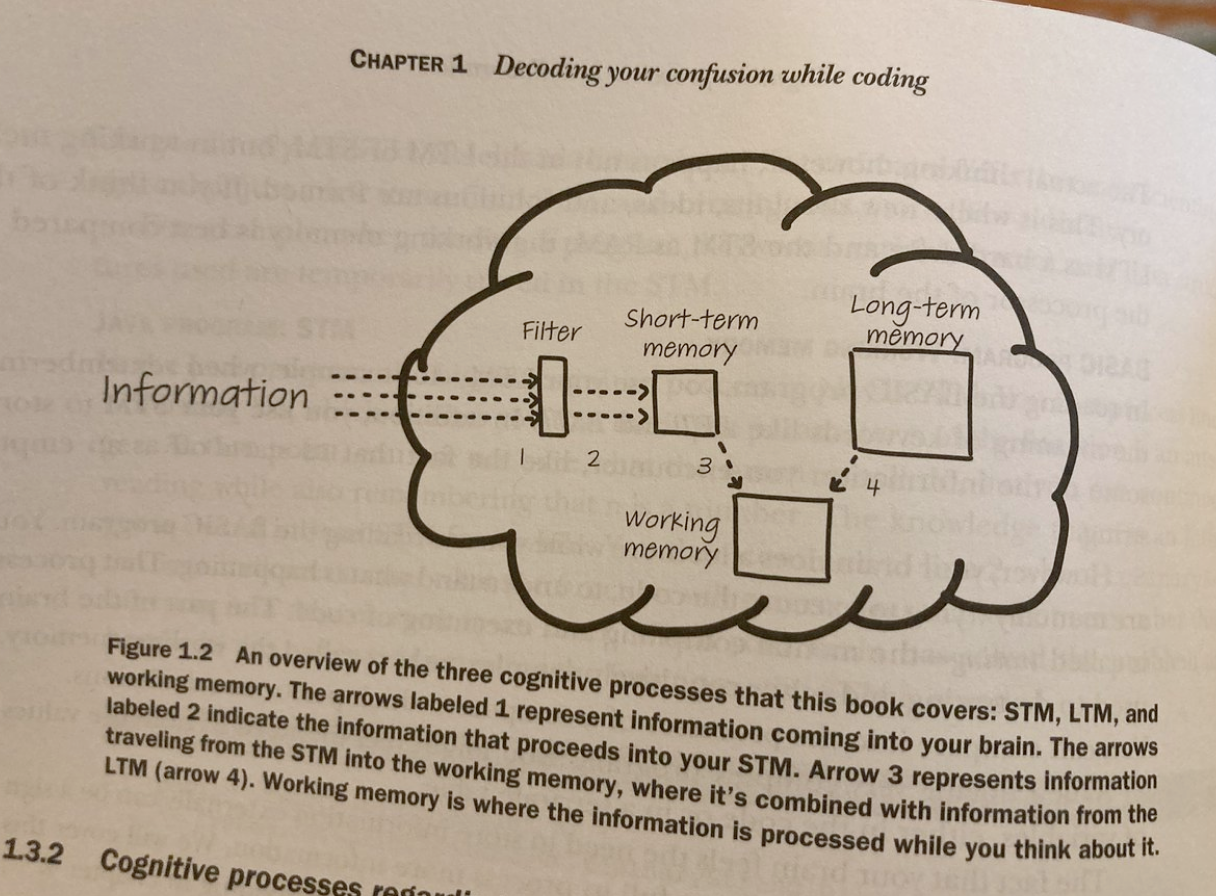 CHAPTER 1 Decoding your confusion while coding
Filter
Short-term
memory
Long-term
memory
Information
1
2
3
3
4
Working
memory
Figure 1.2 An overview of the three cognitive processes that this book covers: STM, LTM, and
working memory. The arrows labeled 1 represent information coming into your brain. The arrows
labeled 2 indicate the information that proceeds into your STM. Arrow 3 represents information
traveling from the STM into the working memory, where it's combined with information from the
LTM (arrow 4). Working memory is where the information is processed while you think about it.
1.3.2 Cognitive processes